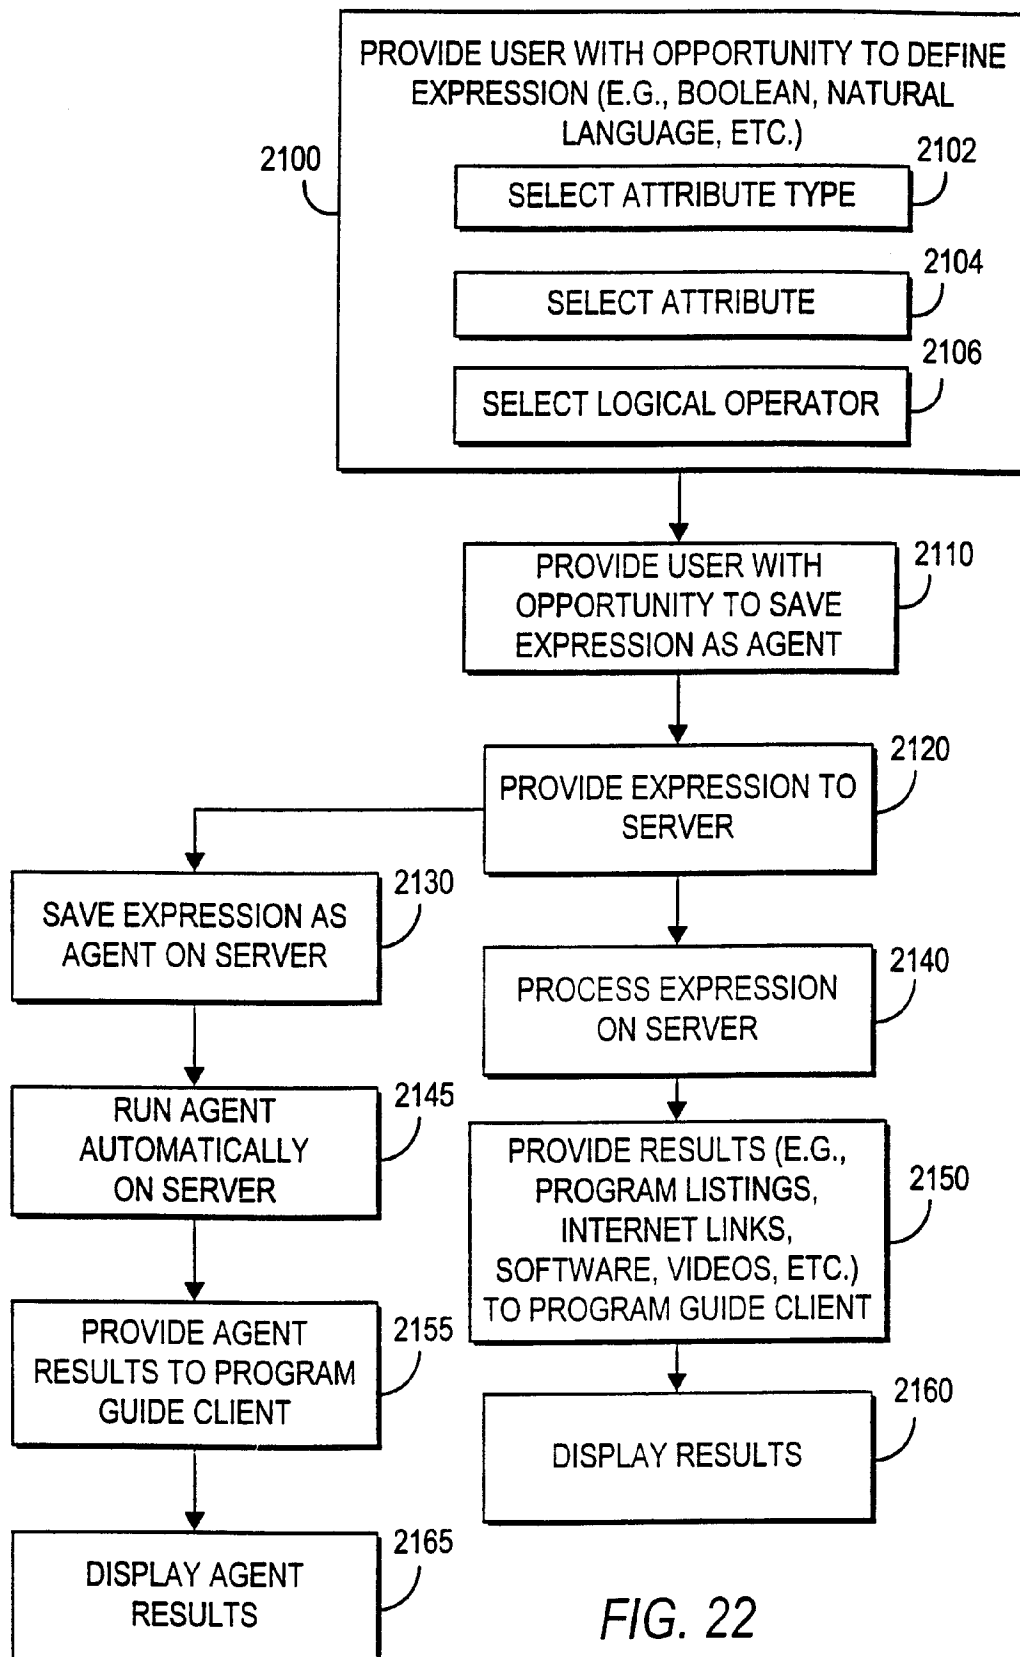 PROVIDE USER WITH OPPORTUNITY TO DEFINE
EXPRESSION (E.G., BOOLEAN, NATURAL
LANGUAGE, ETC.)
2100
2102
SELECT ATTRIBUTE TYPE
2104
SELECT ATTRIBUTE
2106
SELECT LOGICAL OPERATOR
2110
PROVIDE USER WITH
OPPORTUNITY TO SAVE
EXPRESSION AS AGENT
2120
PROVIDE EXPRESSION TO
SERVER
2130
SAVE EXPRESSION AS
AGENT ON SERVER
2140
PROCESS EXPRESSION
ON SERVER
2145
RUN AGENT
AUTOMATICALLY
ON SERVER
2150
PROVIDE RESULTS (E.G.,
PROGRAM LISTINGS,
INTERNET LINKS,
SOFTWARE, VIDEOS, ETC.)
TO PROGRAM GUIDE CLIENT
2155
PROVIDE AGENT
RESULTS TO PROGRAM
GUIDE CLIENT
2160
DISPLAY RESULTS
2165
DISPLAY AGENT
RESULTS
FIG. 22